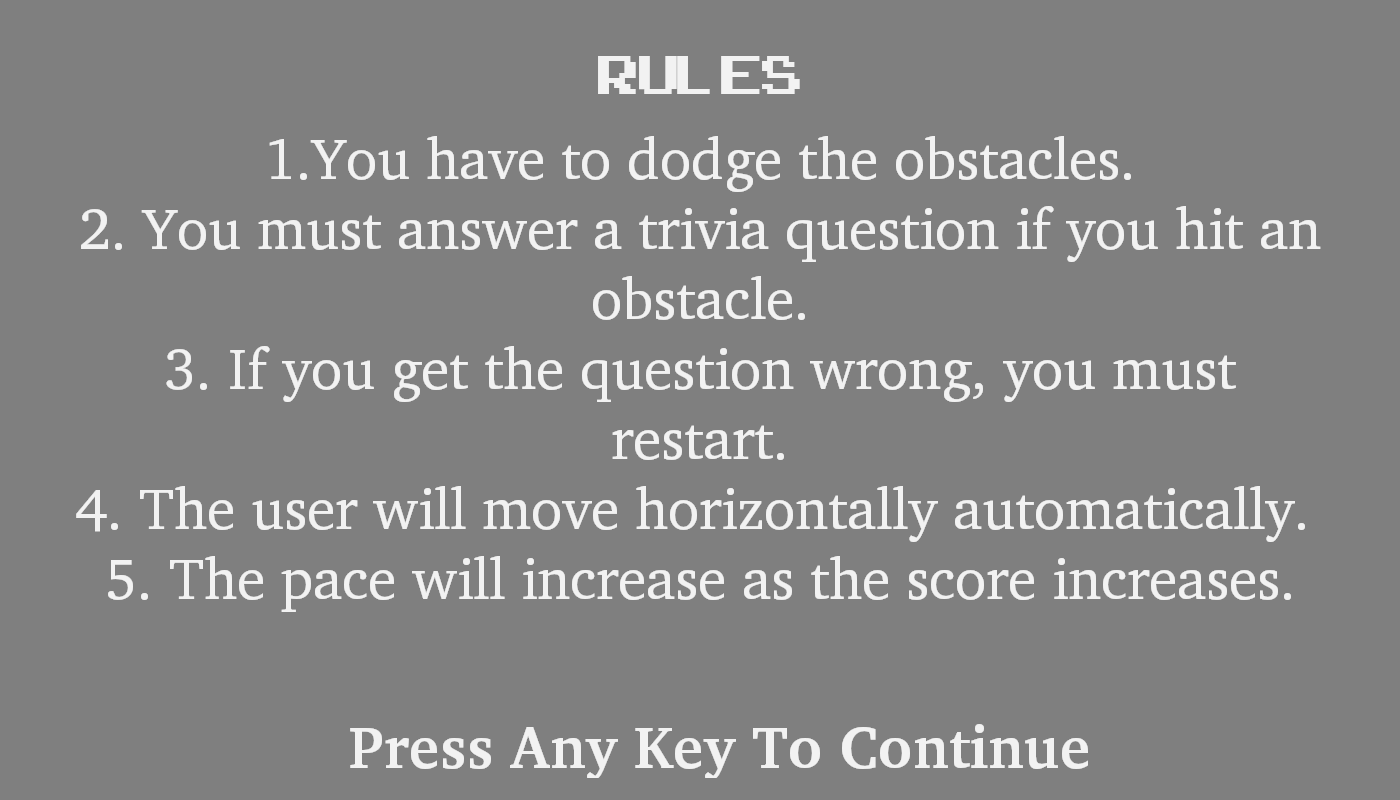 RULES
1.You have to dodge the obstacles.
2. You must answer a trivia question if you hit an
obstacle.
3. If you get the question wrong, you must
restart.
4. The user will move horizontally automatically.
5. The pace will increase as the score increases.
Press Any Key To Continue